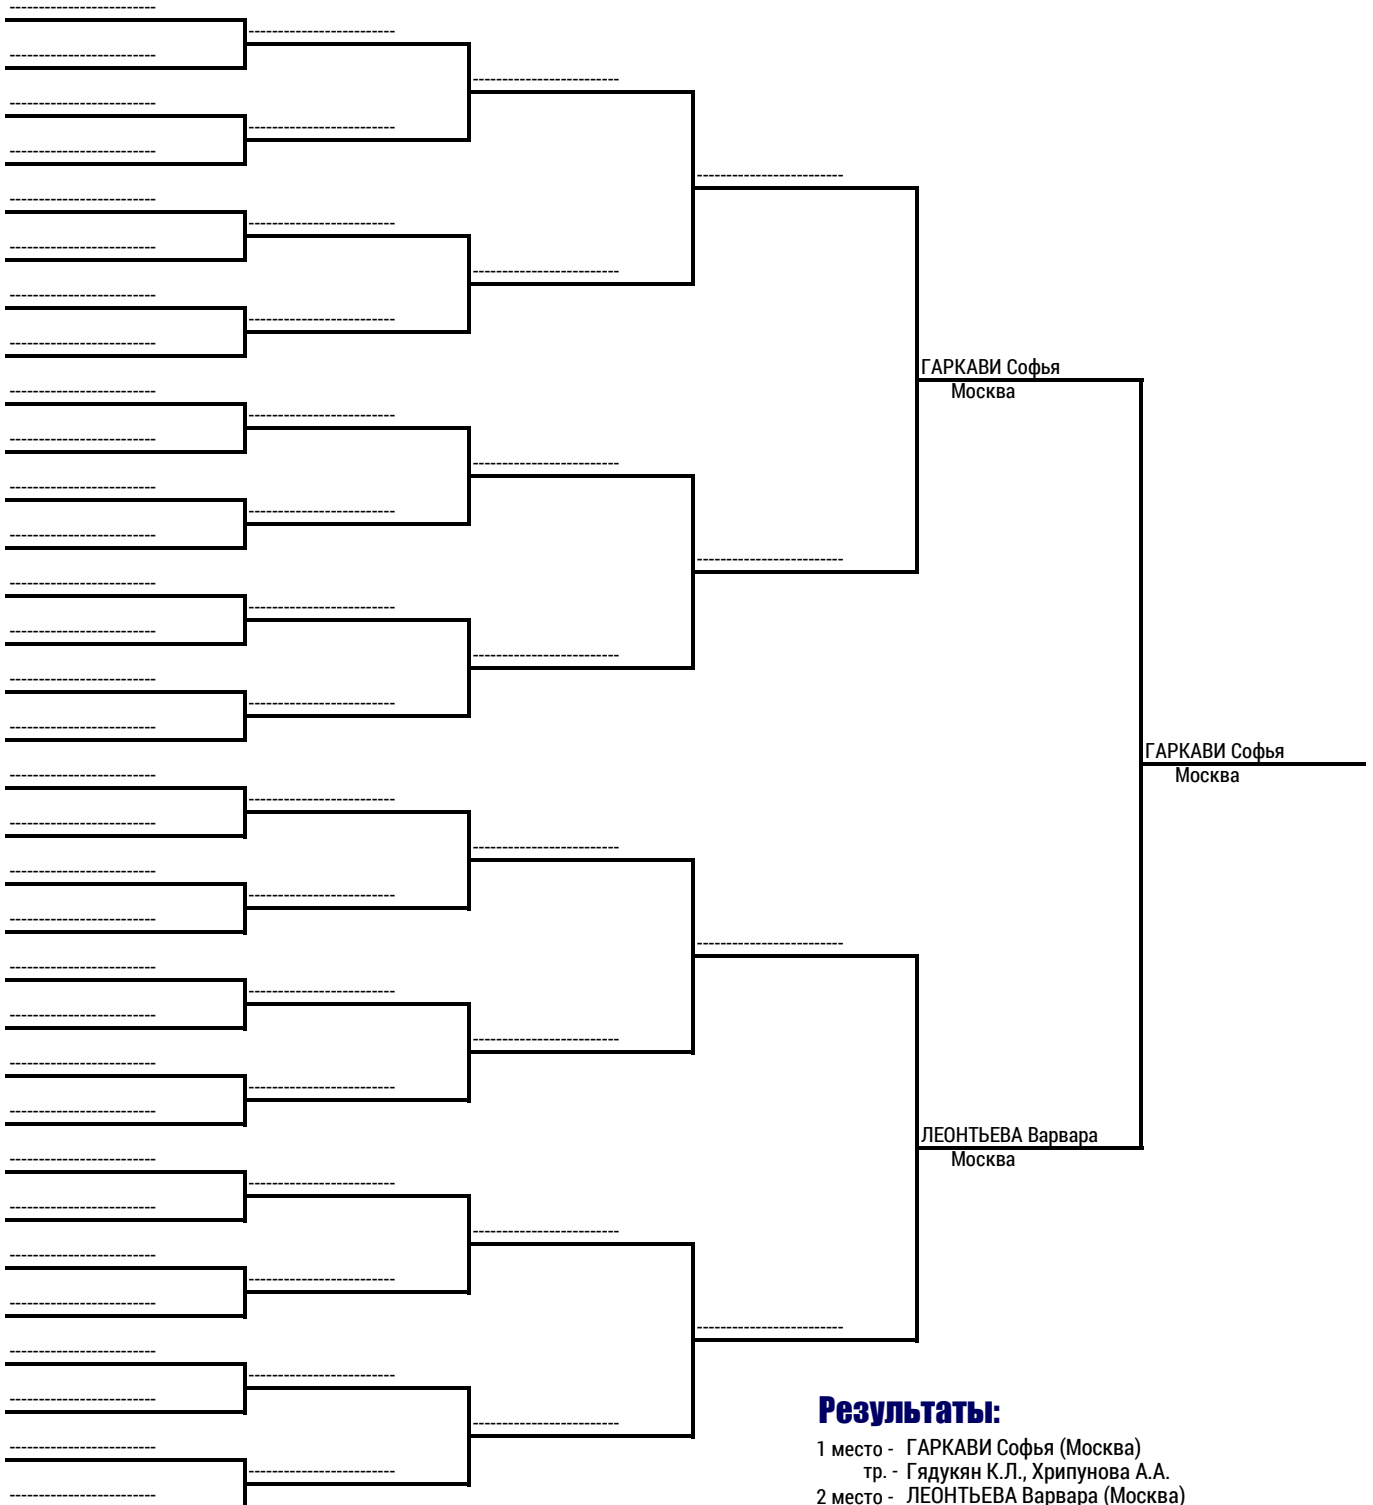 ГАРКАВИ Софья
Москва
ГАРКАВИ Софья
Москва
ЛЕОНТЬЕВА Варвара
Москва
Результаты:
1 место - ГАРКАВИ Софья (Москва)
тр. - Гядукян К.Л., Хрипунова А.А.
2 место - ЛЕОНТЬЕВА Варвара (Москва)